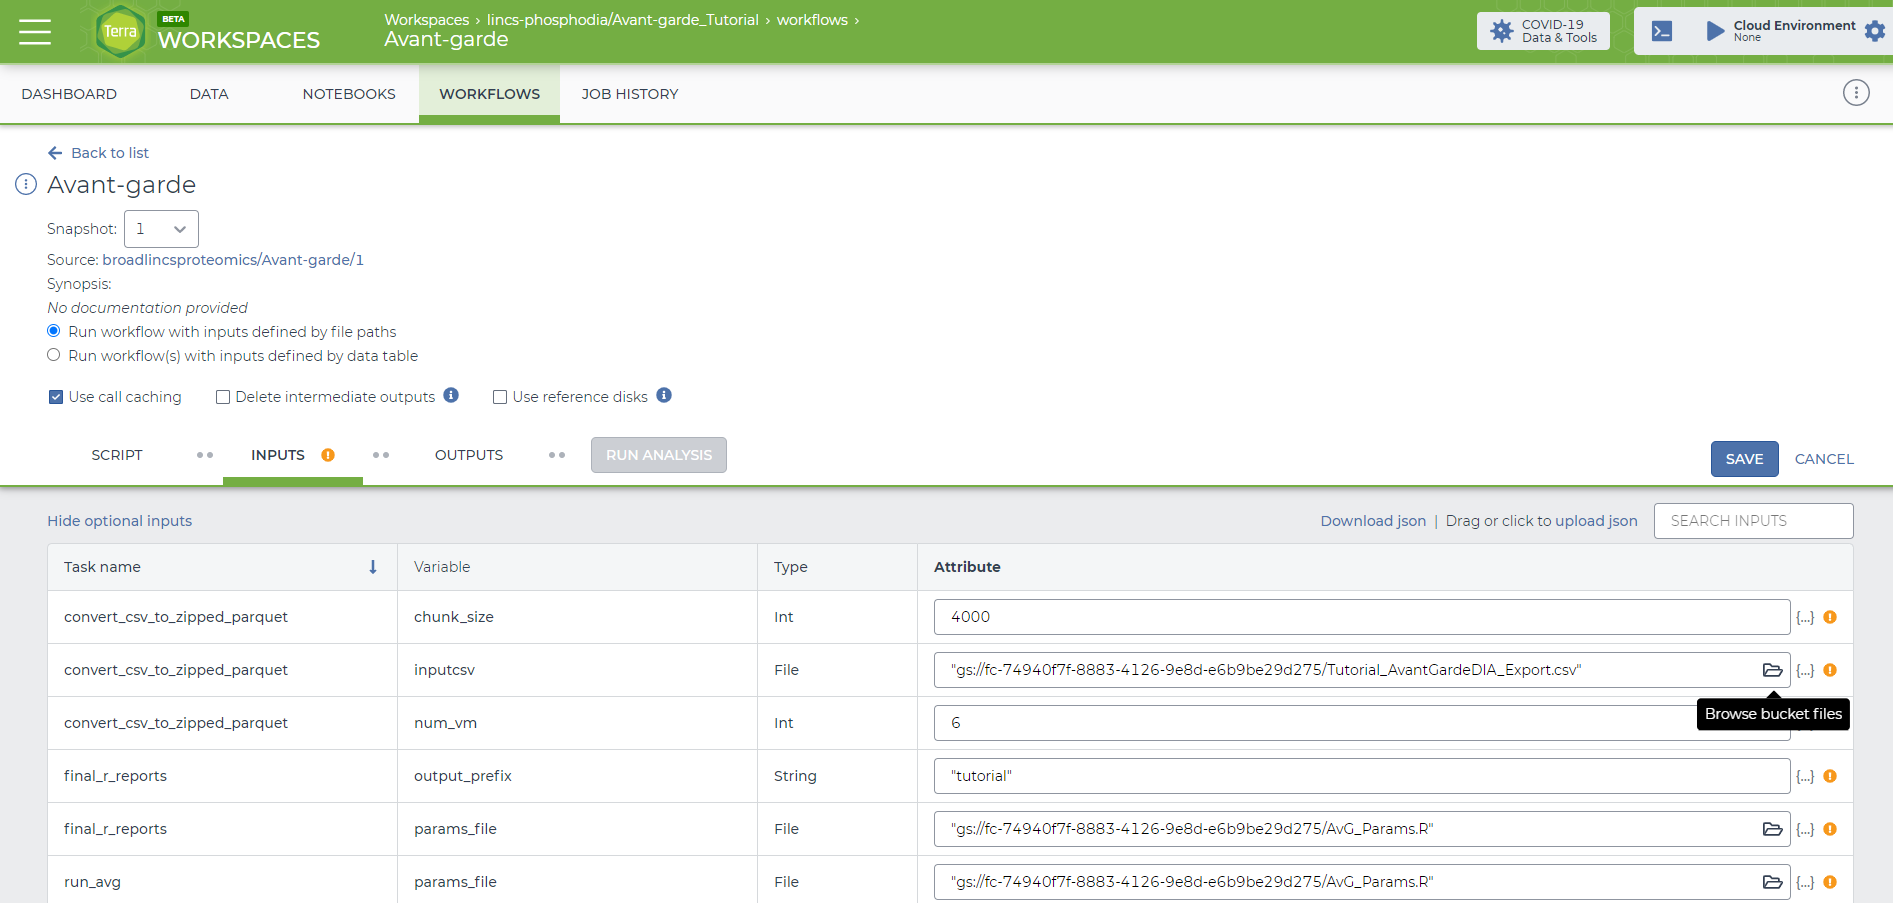 Terra
BETA
WORKSPACES
Workspaces › lincs-phosphodia/Avant-garde_Tutorial › workflows ›
Avant-garde
COVID-19
Data & Tools
Cloud Environment
None
DASHBOARD
DATA
NOTEBOOKS
WORKFLOWS
JOB HISTORY
Back to list
Avant-garde
Snapshot: 1
Source: broadlincsproteomics/Avant-garde/1
Synopsis:
No documentation provided
Run workflow with inputs defined by file paths
Run workflow(s) with inputs defined by data table
Use call caching
Delete intermediate outputs
Use reference disks
SCRIPT
INPUTS
OUTPUTS
RUN ANALYSIS
SAVE
CANCEL
Hide optional inputs
Download json | Drag or click to upload json
SEARCH INPUTS
Task name Variable Type Attribute
convert_csv_to_zipped_parquet chunk_size Int 4000 {...}
convert_csv_to_zipped_parquet inputcsv File "gs://fc-74940f7f-8883-4126-9e8d-e6b9be29d275/Tutorial_AvantGardeDIA_Export.csv" {...}
Browse bucket files
convert_csv_to_zipped_parquet num_vm Int 6
final_r_reports output_prefix String "tutorial" {...}
final_r_reports params_file File "gs://fc-74940f7f-8883-4126-9e8d-e6b9be29d275/AvG_Params.R" {...}
run_avg params_file File "gs://fc-74940f7f-8883-4126-9e8d-e6b9be29d275/AvG_Params.R" {...}